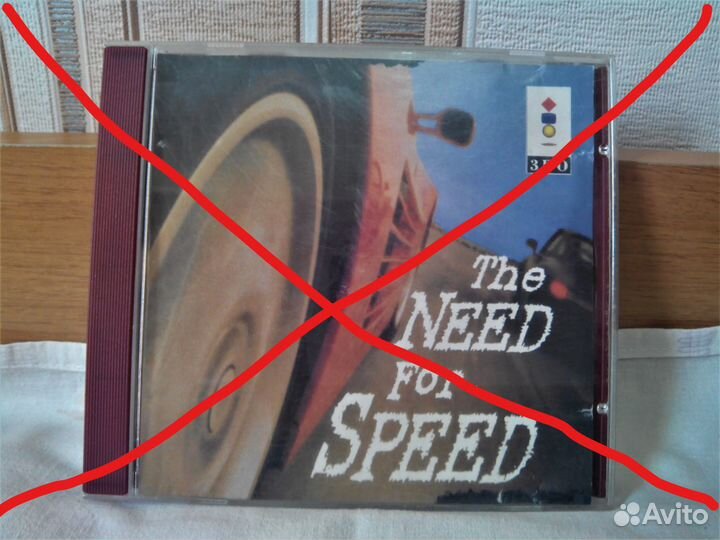 3DO
The
NEED
FOR
SPEED
Avito